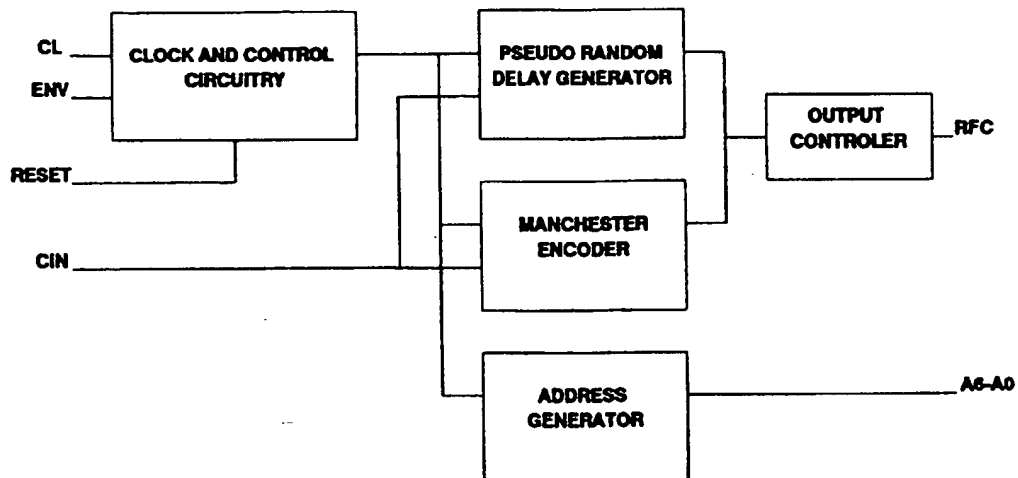 CL
ENV
RESET
CIN
CLOCK AND CONTROL
CIRCUITRY
PSEUDO RANDOM
DELAY GENERATOR
MANCHESTER
ENCODER
ADDRESS
GENERATOR
OUTPUT
CONTROLER
RFC
A6-A0